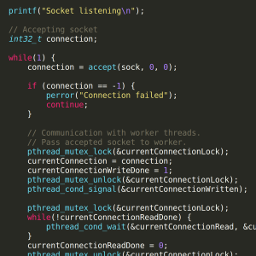 printf("Socket listening\n");
// Accepting socket
int32_t connection;
while(1) {
connection = accept(sock, 0, 0);
if (connection == -1) {
perror("Connection failed");
continue;
}
// Communication with worker threads.
// Pass accepted socket to worker.
pthread_mutex_lock(&currentConnectionLock);
currentConnection = connection;
currentConnectionWriteDone = 1;
pthread_mutex_unlock(&currentConnectionLock);
pthread_cond_signal(&currentConnectionWritten);
pthread_mutex_lock(&currentConnectionLock);
while(!currentConnectionReadDone) {
pthread_cond_wait(&currentConnectionRead, &cu
}
currentConnectionReadDone = 0;
pthread_mutex_unlock(&currentConnectionLock);